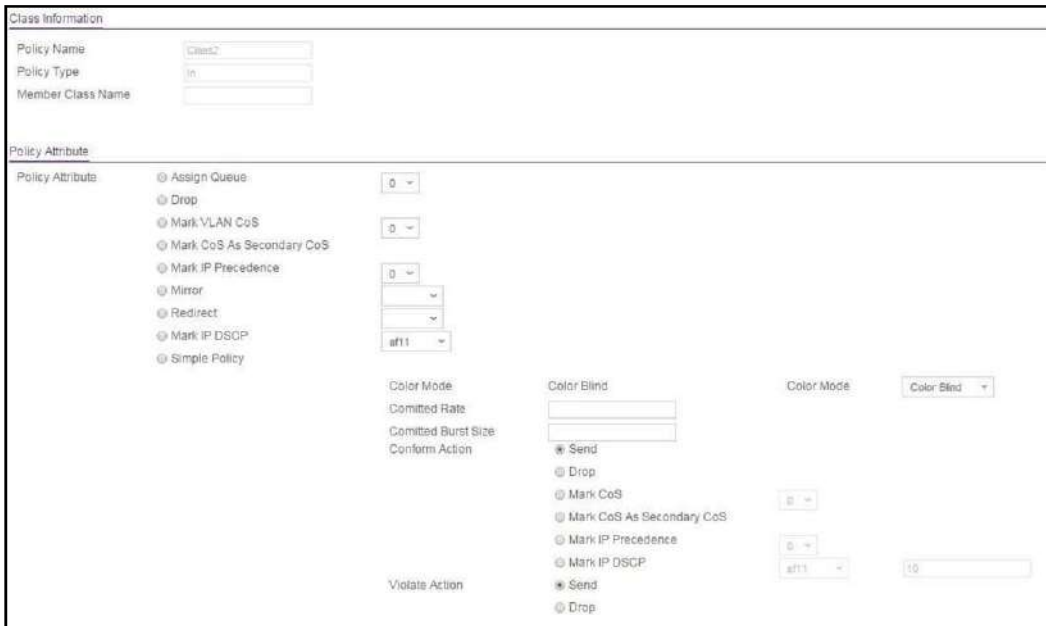 Class Information
Policy Name Class2
Policy Type In
Member Class Name
Policy Attribute
Policy Attribute Assign Queue 0
Drop
Mark VLAN CoS 0
Mark CoS As Secondary CoS
Mark IP Precedence 0
Mirror
Redirect
Mark IP DSCP af11
Simple Policy
Color Mode Color Blind Color Mode Color Blind
Comitted Rate
Comitted Burst Size
Conform Action Send
Drop
Mark CoS 0
Mark CoS As Secondary CoS
Mark IP Precedence 0
Mark IP DSCP af11 10
Violate Action Send
Drop